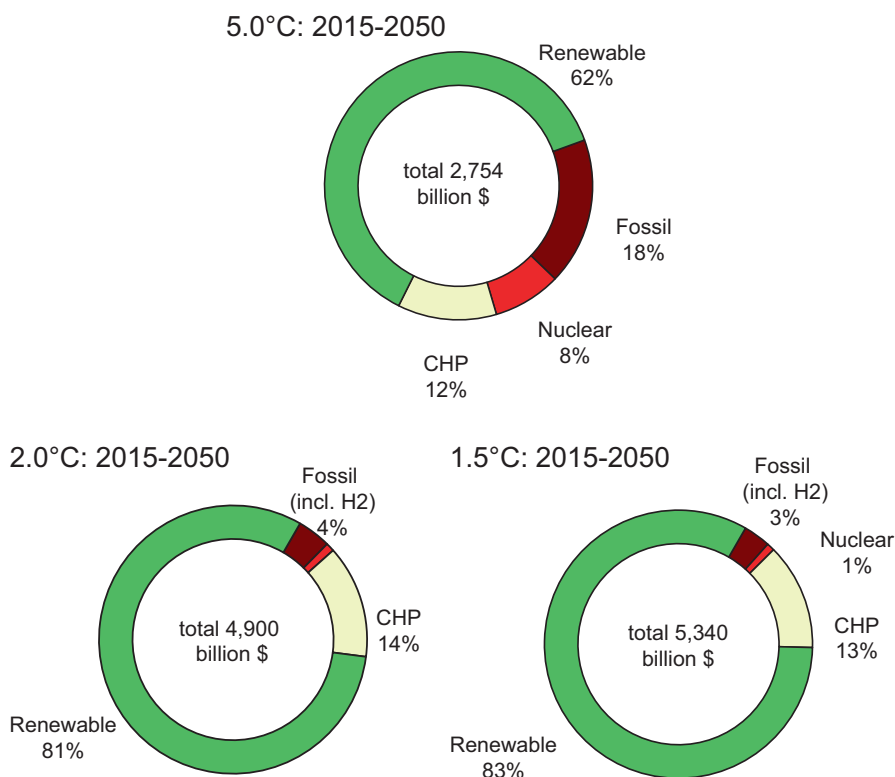 5.0°C: 2015-2050
Renewable
62%
total 2,754
billion $
Fossil
18%
Nuclear
8%
CHP
12%
2.0°C: 2015-2050
Fossil
(incl. H2)
4%
CHP
14%
total 4,900
billion $
Renewable
81%
1.5°C: 2015-2050
Fossil
(incl. H2)
3%
Nuclear
1%
CHP
13%
total 5,340
billion $
Renewable
83%